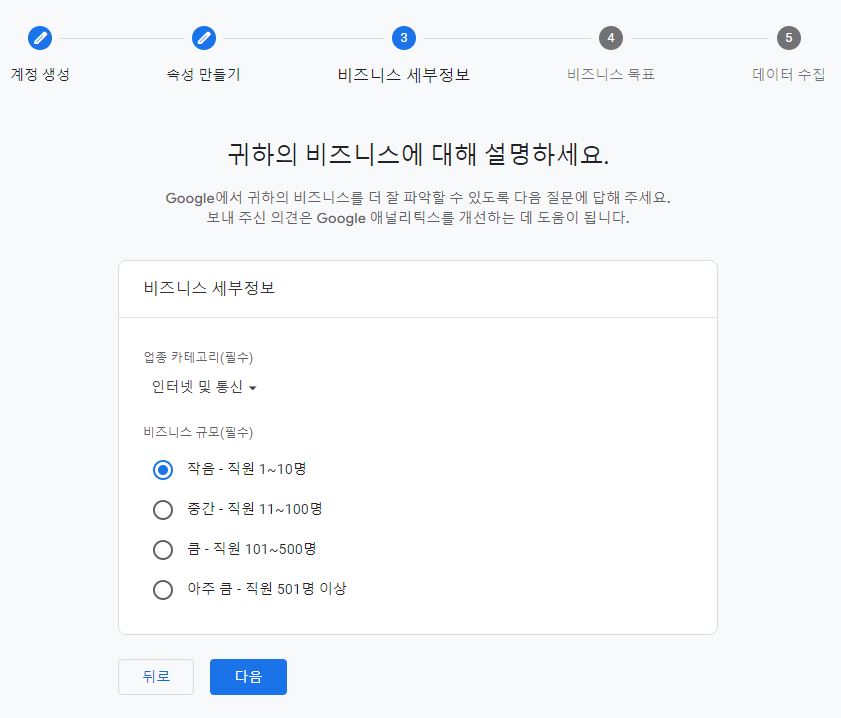 3
4
5
계정 생성
속성 만들기
비즈니스 세부정보
비즈니스 목표
데이터 수집
귀하의 비즈니스에 대해 설명하세요.
Google에서 귀하의 비즈니스를 더 잘 파악할 수 있도록 다음 질문에 답해 주세요.
보내 주신 의견은 Google 애널리틱스를 개선하는 데 도움이 됩니다.
비즈니스 세부정보
업종 카테고리(필수)
인터넷 및 통신
비즈니스 규모(필수)
작음 - 직원 1~10명
중간 - 직원 11~100명
큼 - 직원 101~500명
아주 큼 - 직원 501명 이상
뒤로
다음